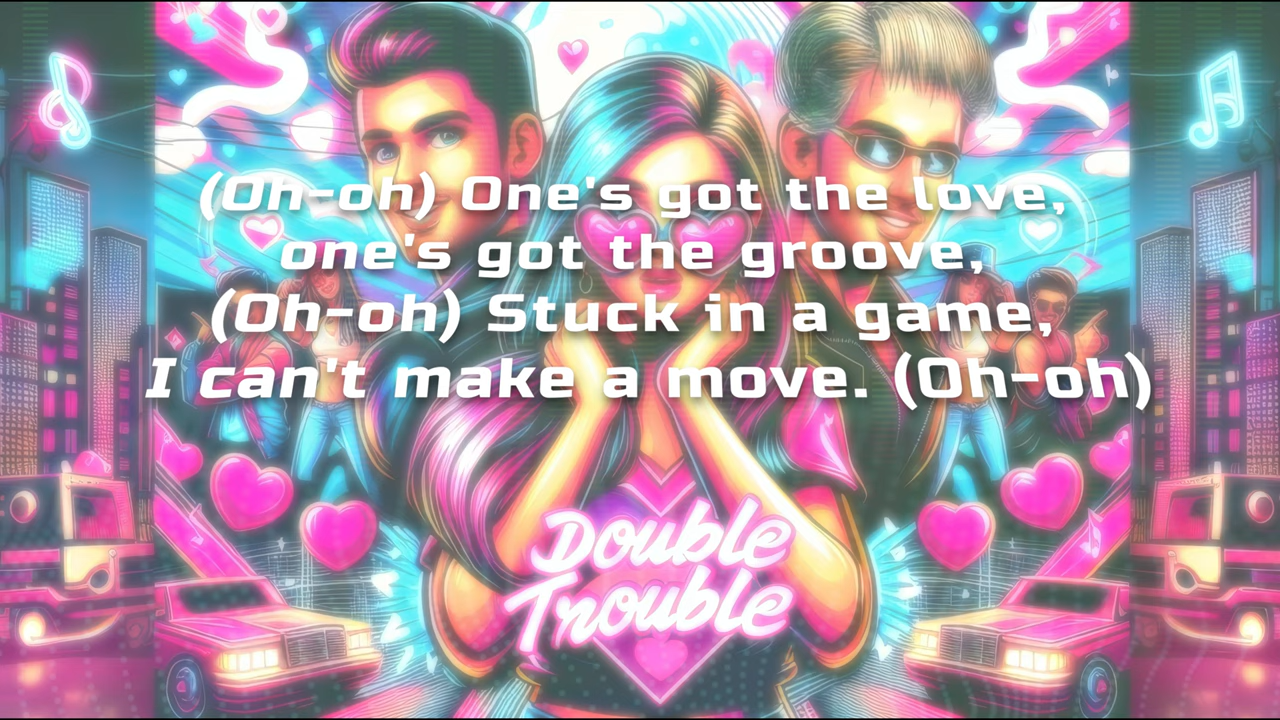 (Oh-oh) One's got the love,
one's got the groove,
(Oh-oh) Stuck in a game,
I can't make a move. (Oh-oh)
Double
Trouble